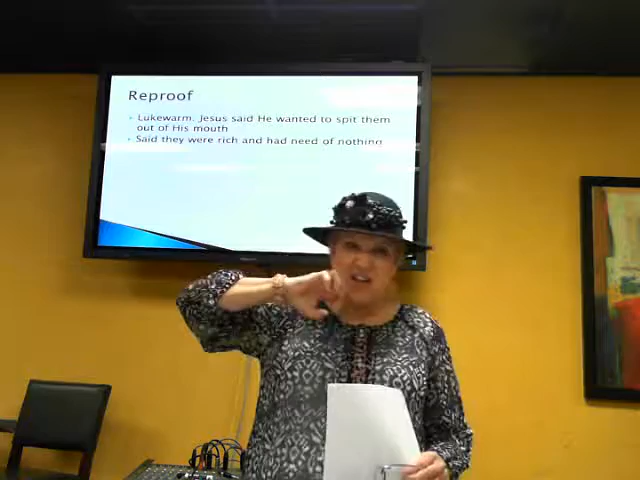 Reproof
Lukewarm. Jesus said He wanted to spit them
out of His mouth
Said they were rich and had need of nothing